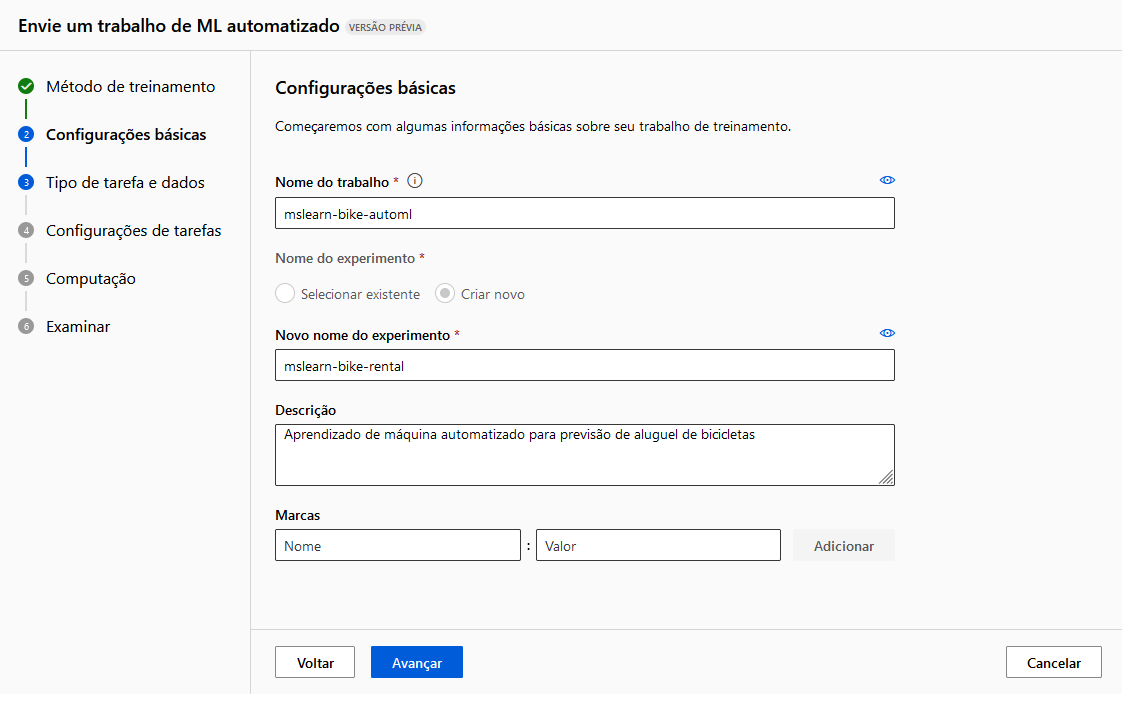 Envie um trabalho de ML automatizado VERSÃO PRÉVIA
Método de treinamento
2 Configurações básicas
3 Tipo de tarefa e dados
4 Configurações de tarefas
5 Computação
6 Examinar
Configurações básicas
Começaremos com algumas informações básicas sobre seu trabalho de treinamento.
Nome do trabalho *
mslearn-bike-automl
Nome do experimento *
Selecionar existente Criar novo
Novo nome do experimento *
mslearn-bike-rental
Descrição
Aprendizado de máquina automatizado para previsão de aluguel de bicicletas
Marcas
Nome : Valor Adicionar
Voltar Avançar Cancelar